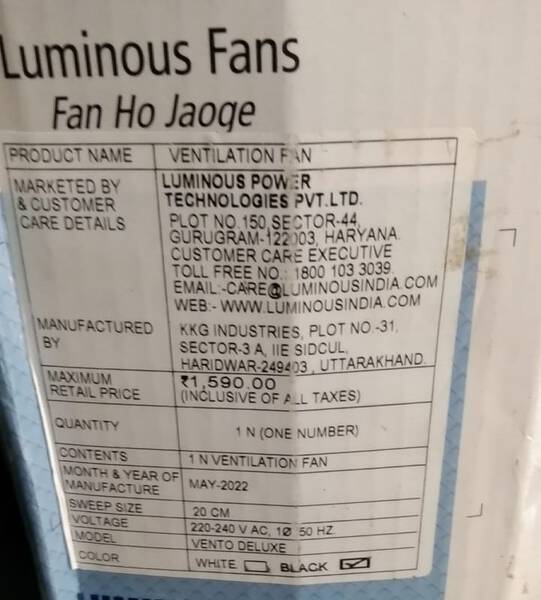 Luminous Fans
Fan Ho Jaoge
PRODUCT NAME VENTILATION FAN
MARKETED BY & CUSTOMER CARE DETAILS
LUMINOUS POWER
TECHNOLOGIES PVT.LTD.
PLOT NO.150,SECTOR-44,
GURUGRAM-122003, HARYANA.
CUSTOMER CARE EXECUTIVE
TOLL FREE NO.: 1800 103 3039.
EMAIL:-CARE@LUMINOUSINDIA.COM
WEB:- WWW.LUMINOUSINDIA.COM
MANUFACTURED BY
KKG INDUSTRIES, PLOT NO.-31,
SECTOR-3 A, IIE SIDCUL,
HARIDWAR-249403, UTTARAKHAND.
MAXIMUM RETAIL PRICE
₹1,590.00
(INCLUSIVE OF ALL TAXES)
QUANTITY 1 N (ONE NUMBER)
CONTENTS 1 N VENTILATION FAN
MONTH & YEAR OF MANUFACTURE MAY-2022
SWEEP SIZE 20 CM
VOLTAGE 220-240 V AC, 1Ø 50 HZ
MODEL VENTO DELUXE
COLOR WHITE BLACK